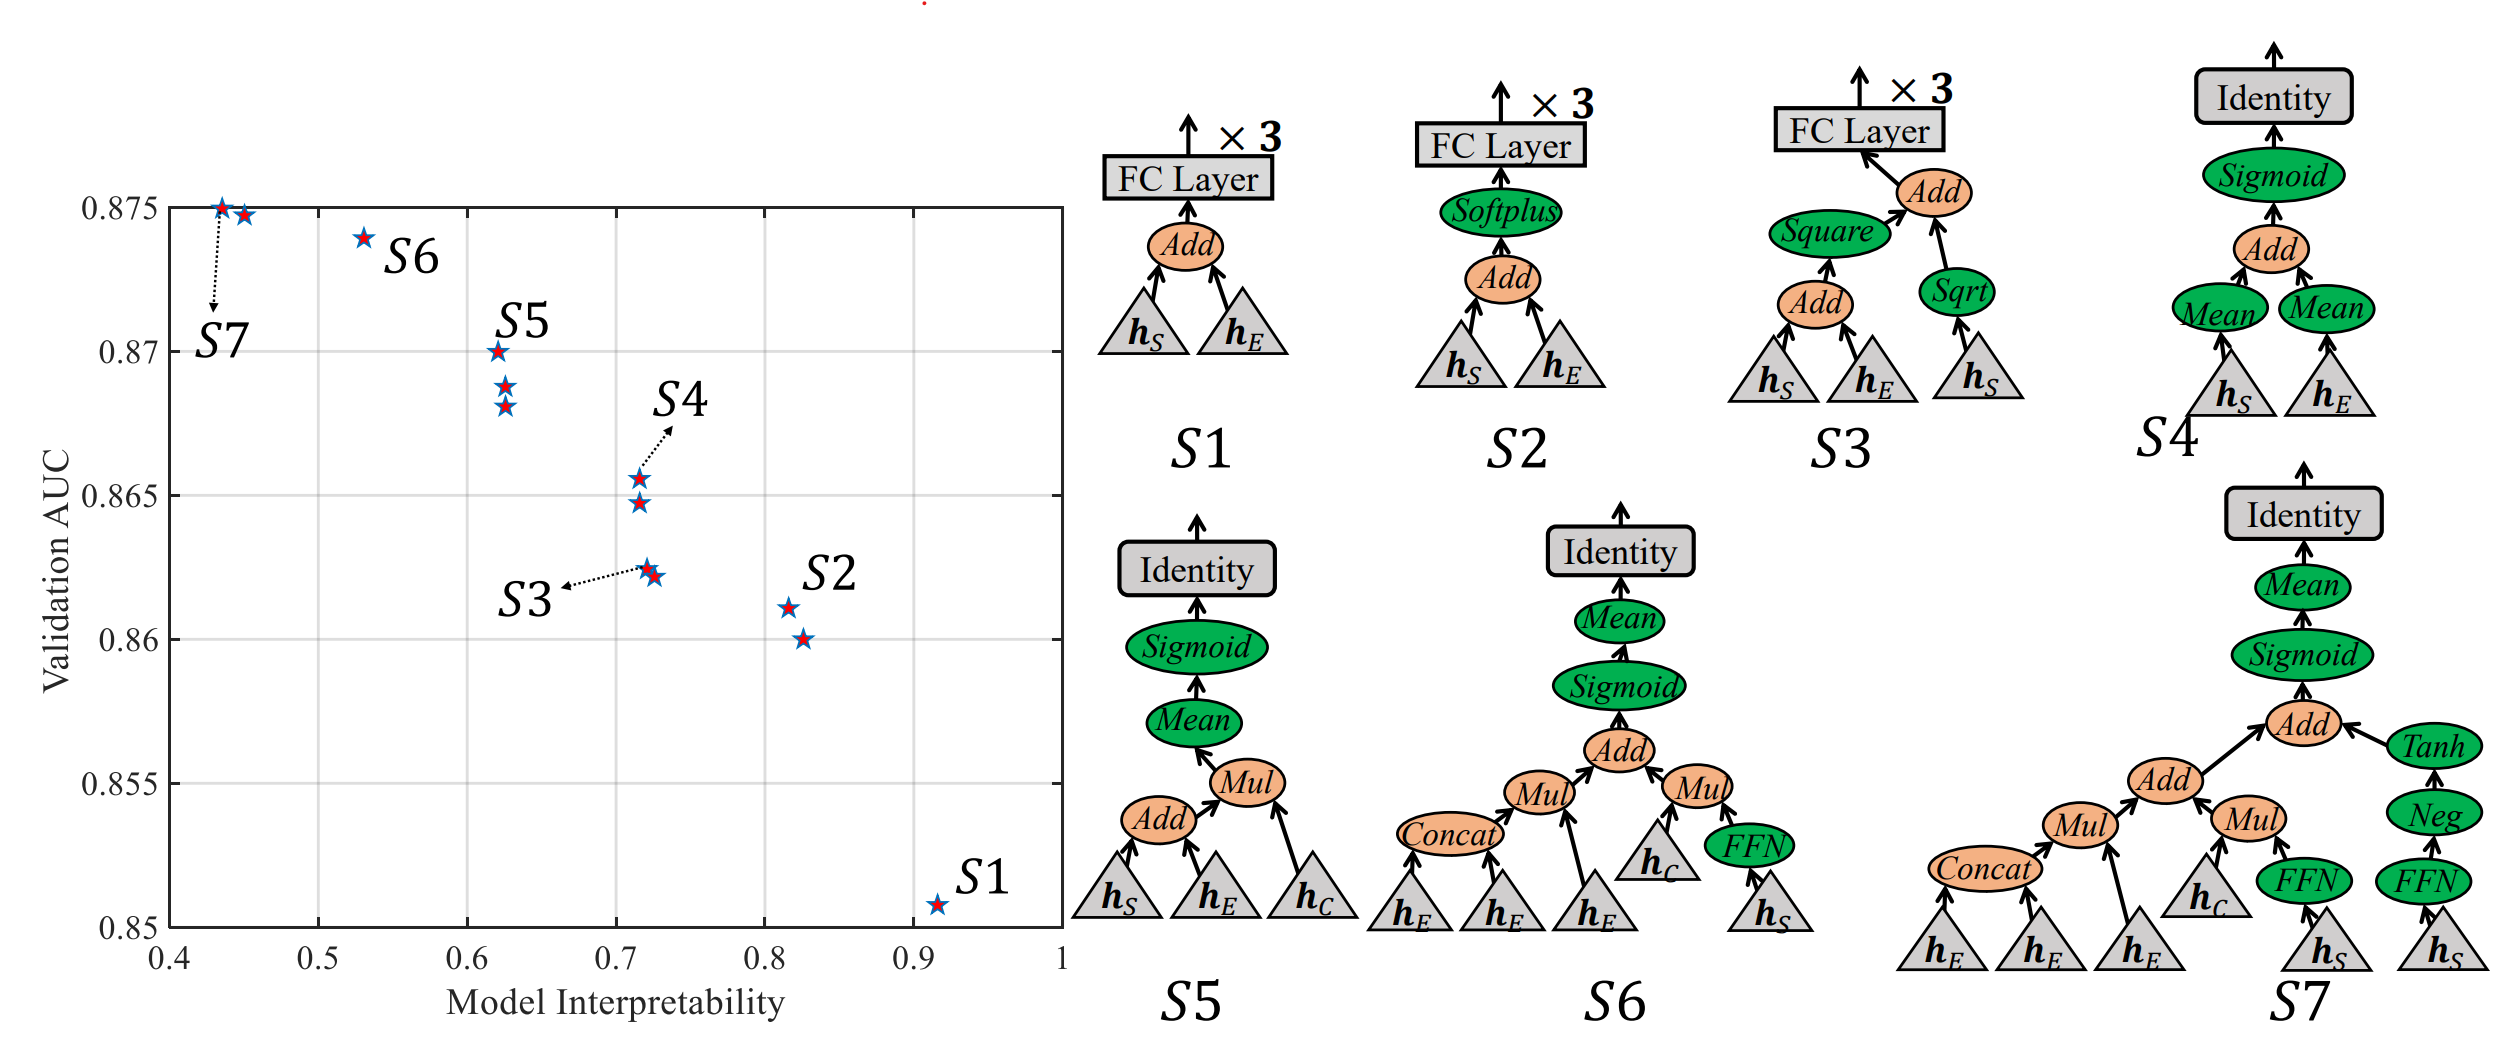 0.875
0.87
0.865
0.86
0.855
0.85
0.4 0.5 0.6 0.7 0.8 0.9 1
Validation AUC
Model Interpretability
S7
S6
S5
S4
S3
S2
S1
× 3
FC Layer
Add
h_S h_E
S1
× 3
FC Layer
Softplus
Add
h_S h_E
S2
× 3
FC Layer
Add
Square
Sqrt
Add
h_S h_E h_S
S3
Identity
Sigmoid
Add
Mean Mean
h_S h_E
S4
Identity
Sigmoid
Mean
Mul
Add
h_S h_E h_C
S5
Identity
Mean
Sigmoid
Add
Mul Mul
Concat FFN
h_C
h_E h_E h_E h_S
S6
Identity
Mean
Sigmoid
Add
Tanh
Add
Neg
Mul Mul
Concat FFN FFN
h_C
h_E h_E h_E h_S h_S
S7